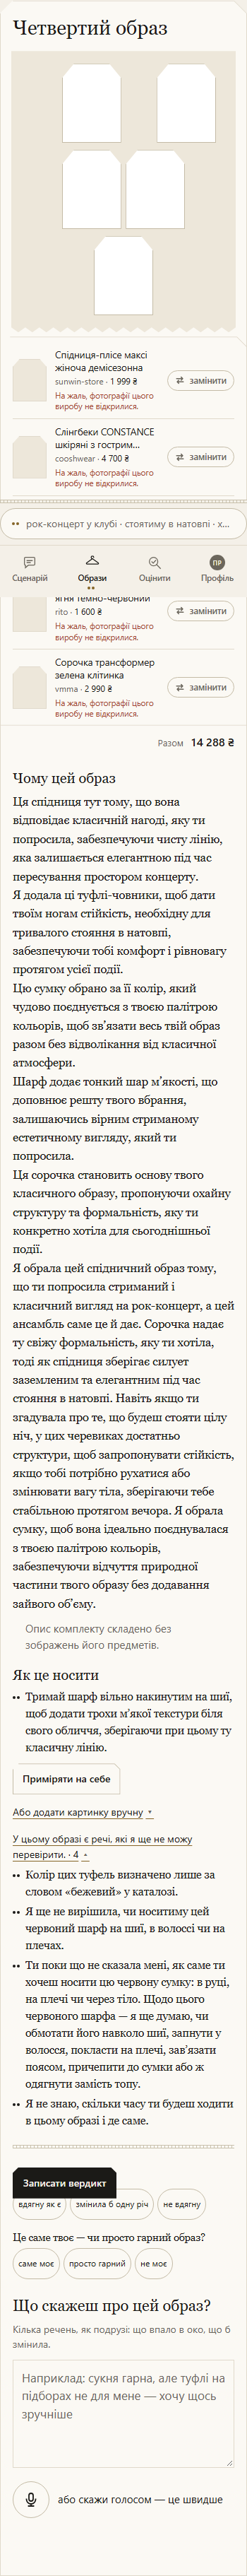 Четвертий образ
Спідниця-плісе максі
жіноча демісезонна
sunwin-store · 1 999 ₴
На жаль, фотографії цього
виробу не відкрилися.
замінити
Слінгбеки CONSTANCE
шкіряні з гострим...
cooshwear · 4 700 ₴
На жаль, фотографії цього
виробу не відкрилися.
замінити
рок-концерт у клубі · стоятиму в натовпі · х...
Сценарій
Образи
Оцінити
ПР
Профіль
ягня темно-червоний
rito · 1 600 ₴
На жаль, фотографії цього
виробу не відкрилися.
замінити
Сорочка трансформер
зелена клітинка
vmma · 2 990 ₴
На жаль, фотографії цього
виробу не відкрилися.
замінити
Разом 14 288 ₴
Чому цей образ
Ця спідниця тут тому, що вона
відповідає класичній нагоді, яку ти
попросила, забезпечуючи чисту лінію,
яка залишається елегантною під час
пересування простором концерту.
Я додала ці туфлі-човники, щоб дати
твоїм ногам стійкість, необхідну для
тривалого стояння в натовпі,
забезпечуючи тобі комфорт і рівновагу
протягом усієї події.
Цю сумку обрано за її колір, який
чудово поєднується з твоєю палітрою
кольорів, щоб зв’язати весь твій образ
разом без відволікання від класичної
атмосфери.
Шарф додає тонкий шар м’якості, що
доповнює решту твого вбрання,
залишаючись вірним стриманому
естетичному вигляду, який ти
попросила.
Ця сорочка становить основу твого
класичного образу, пропонуючи охайну
структуру та формальність, яку ти
конкретно хотіла для сьогоднішньої
події.
Я обрала цей спідничний образ тому,
що ти попросила стриманий і
класичний вигляд на рок-концерт, а цей
ансамбль саме це й дає. Сорочка надає
ту свіжу формальність, яку ти хотіла,
тоді як спідниця зберігає силует
заземленим та елегантним під час
стояння в натовпі. Навіть якщо ти
згадувала про те, що будеш стояти цілу
ніч, у цих черевиках достатньо
структури, щоб запропонувати стійкість,
якщо тобі потрібно рухатися або
змінювати вагу тіла, зберігаючи тебе
стабільною протягом вечора. Я обрала
сумку, щоб вона ідеально поєднувалася
з твоєю палітрою кольорів,
забезпечуючи відчуття природної
частини твого образу без додавання
зайвого об’єму.
Опис комплекту складено без
зображень його предметів.
Як це носити
Тримай шарф вільно накинутим на шиї,
щоб додати трохи м’якої текстури біля
свого обличчя, зберігаючи при цьому ту
класичну лінію.
Приміряти на себе
Або додати картинку вручну
У цьому образі є речі, які я ще не можу
перевірити. · 4
Колір цих туфель визначено лише за
словом «бежевий» у каталозі.
Я ще не вирішила, чи носитиму цей
червоний шарф на шиї, в волоссі чи на
плечах.
Ти поки що не сказала мені, як саме ти
хочеш носити цю червону сумку: в руці,
на плечі чи через тіло. Щодо цього
червоного шарфа — я ще думаю, чи
обмотати його навколо шиї, запнути у
волосся, покласти на плечі, зав’язати
поясом, причепити до сумки або ж
одягнути замість топу.
Я не знаю, скільки часу ти будеш ходити
в цьому образі і де саме.
Записати вердикт
вдягну як є
змінила б одну річ
не вдягну
Це саме твоє — чи просто гарний образ?
саме моє
просто гарний
не моє
Що скажеш про цей образ?
Кілька речень, як подрузі: що впало в око, що б
змінила.
Наприклад: сукня гарна, але туфлі на
підборах не для мене — хочу щось
зручніше
або скажи голосом — це швидше